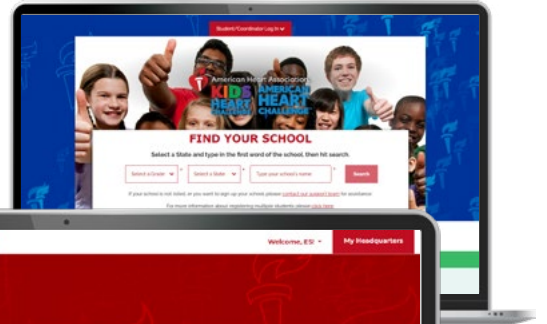 Student/Coordinator Log In
American Heart Association
KIDS HEART CHALLENGE
AMERICAN HEART CHALLENGE
FIND YOUR SCHOOL
Select a State and type in the first word of the school, then hit search.
Select a Grade * Select a State * Type your school's name * Search
If your school is not listed, or you want to sign up your school, please contact our support team for assistance
For more information about registering multiple students please click here
Welcome, ES! My Headquarters